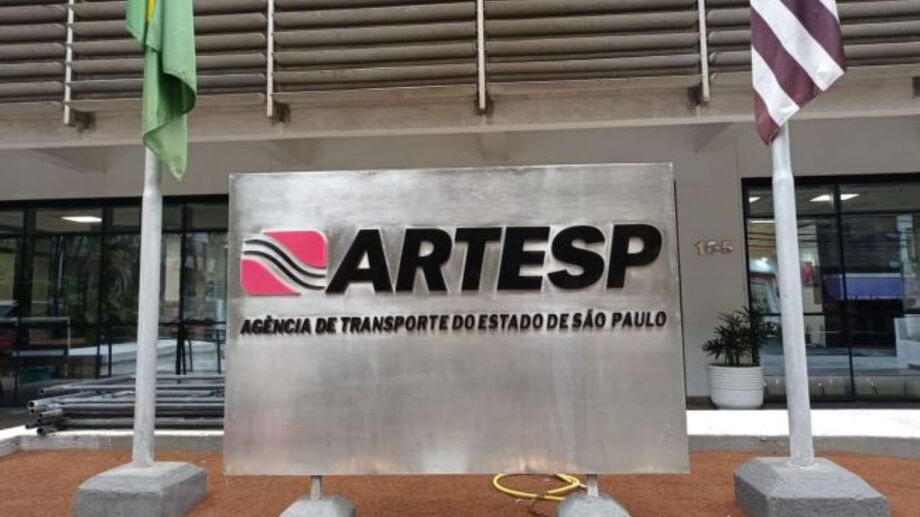 ARTESP
AGÊNCIA DE TRANSPORTE DO ESTADO DE SÃO PAULO